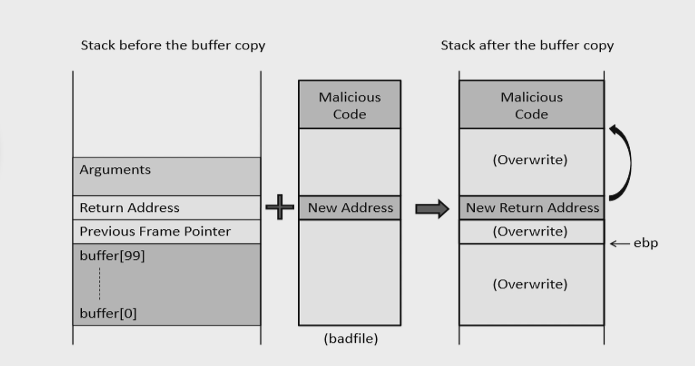 Stack before the buffer copy
Arguments
Return Address
Previous Frame Pointer
buffer[99]
buffer[0]
Malicious
Code
New Address
(badfile)
Stack after the buffer copy
Malicious
Code
(Overwrite)
New Return Address
(Overwrite)
ebp
(Overwrite)